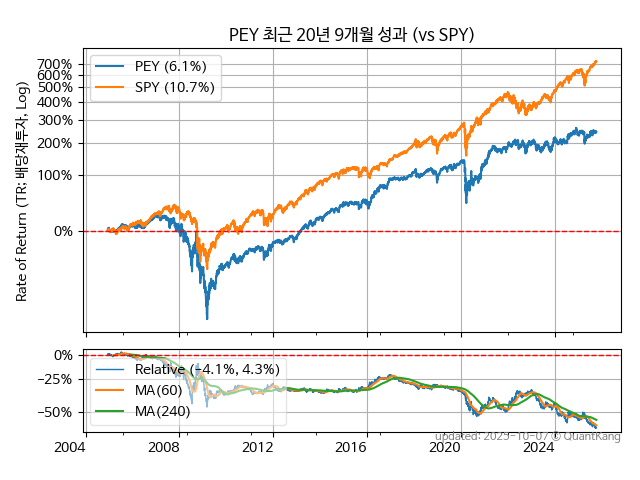 PEY 최근 20년 9개월 성과 (vs SPY)
Rate of Return (TR: 배당재투자, Log)
700%
600%
500%
400%
300%
200%
100%
0%
PEY (6.1%)
SPY (10.7%)
0%
−25%
−50%
Relative (−4.1%, 4.3%)
MA(60)
MA(240)
2004
2008
2012
2016
2020
2024
updated: 2025-10-07 © QuantKang